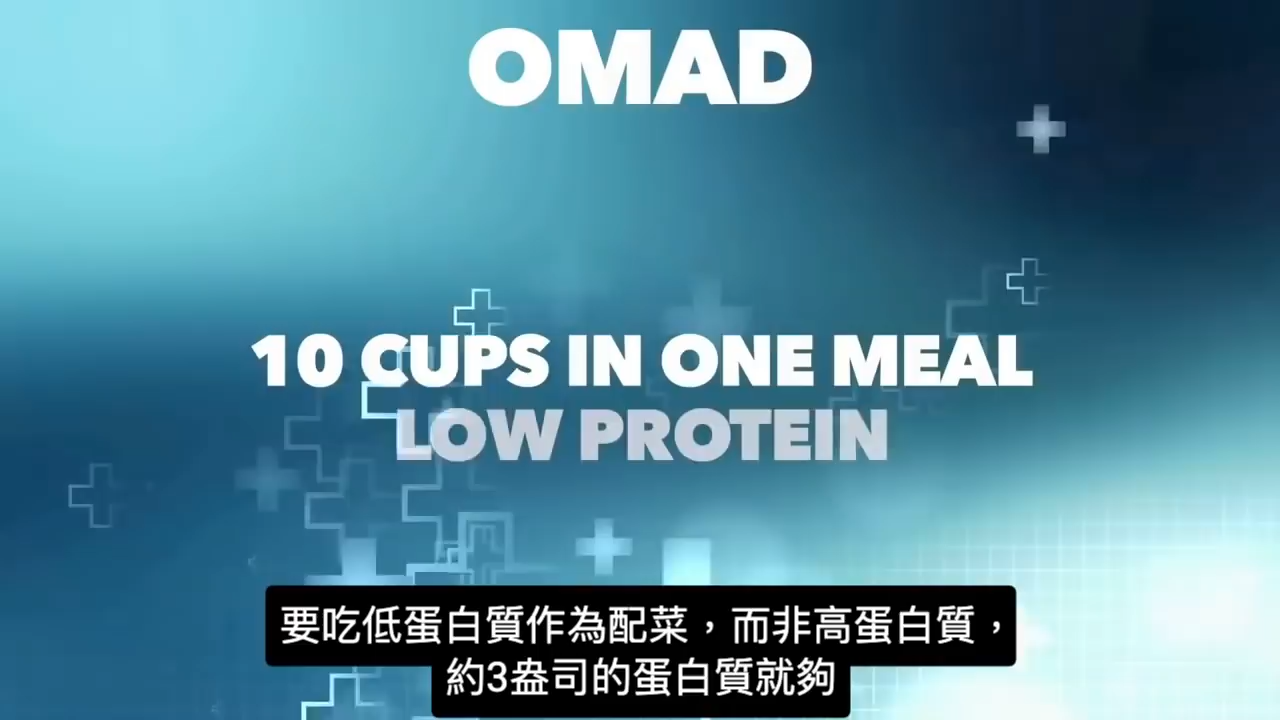 OMAD
10 CUPS IN ONE MEAL
LOW PROTEIN
要吃低蛋白質作為配菜，而非高蛋白質，
約3盎司的蛋白質就夠